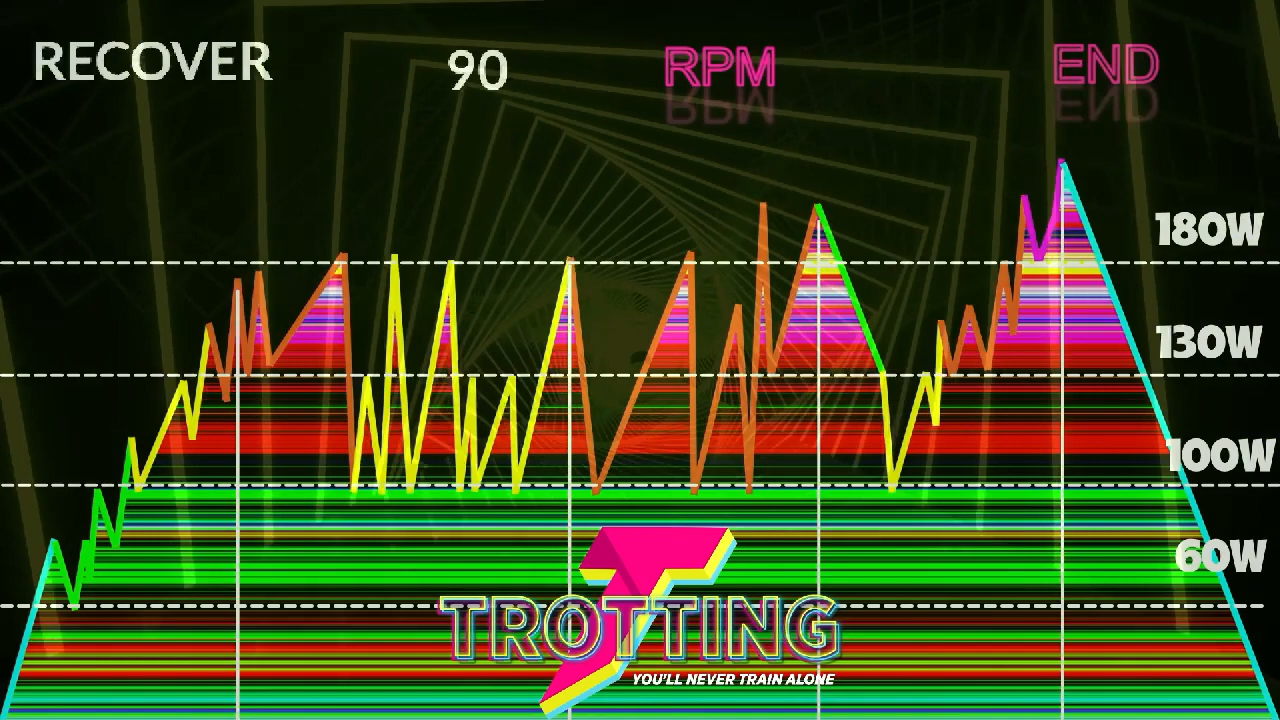 RECOVER 90 RPM END
180W
130W
100W
60W
TROTTING
YOU'LL NEVER TRAIN ALONE